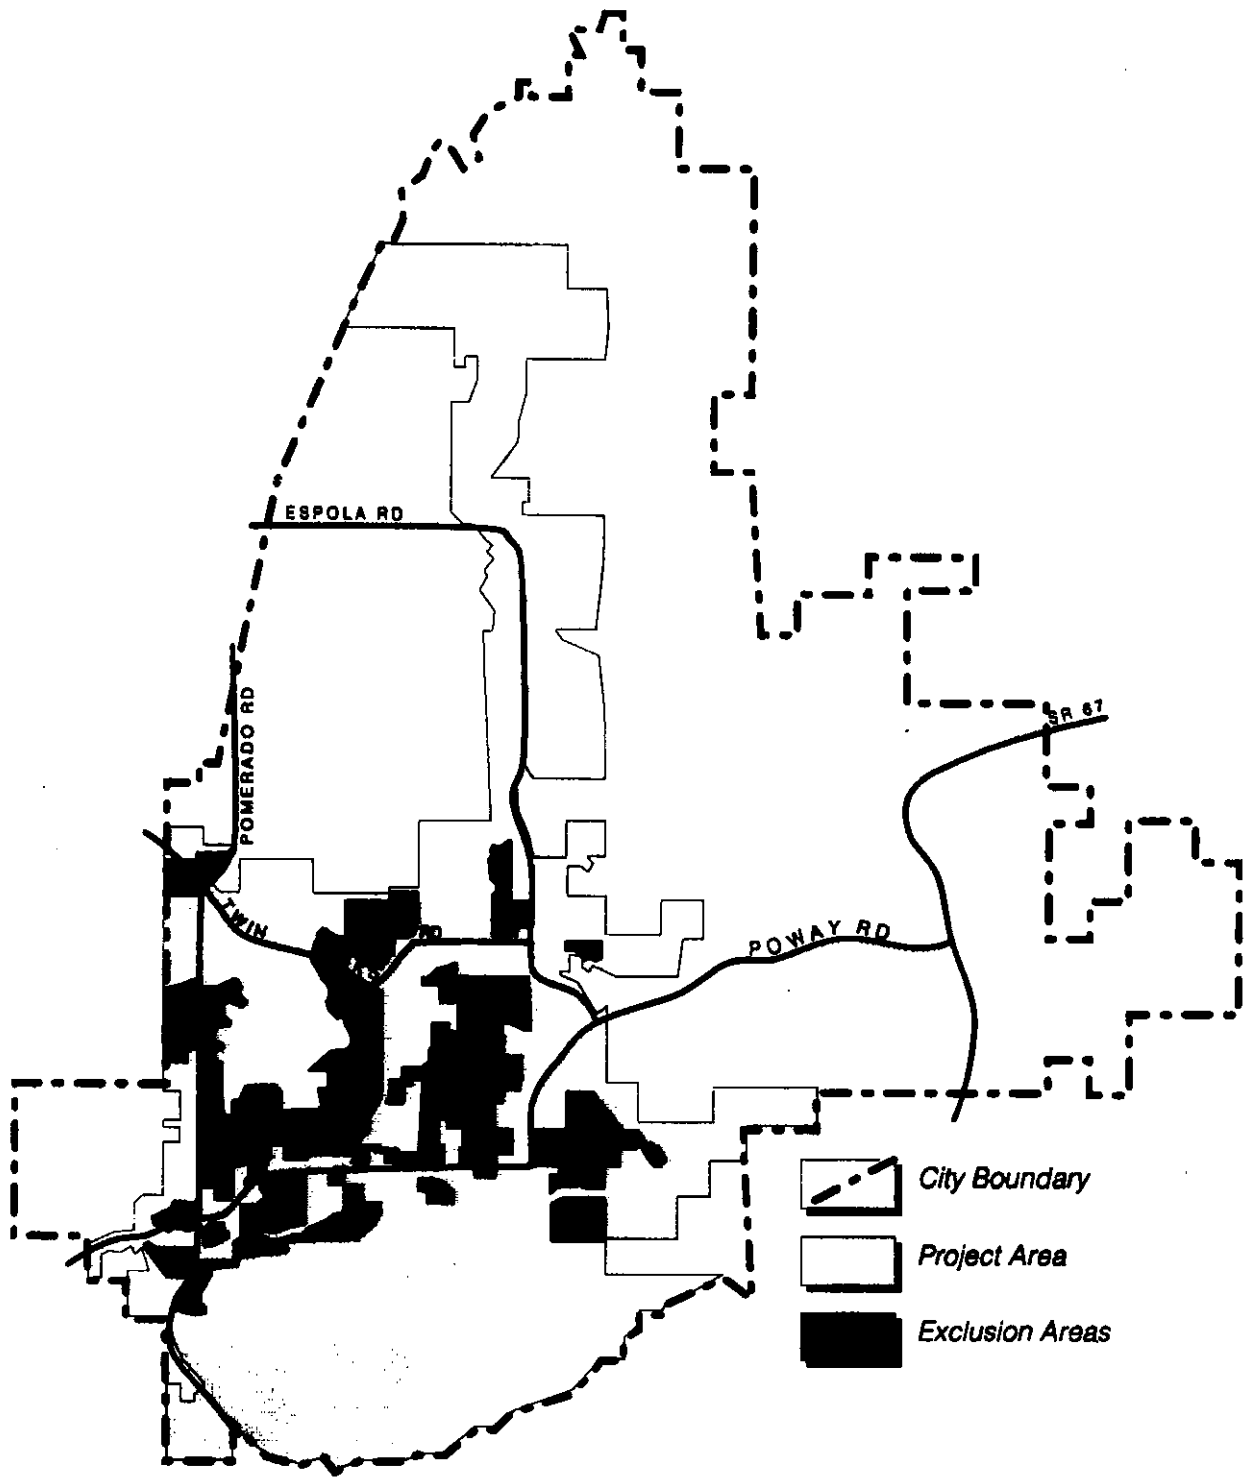 ESPOLA RD
POMERADO RD
SR 67
TWIN
RD
POWAY RD
City Boundary
Project Area
Exclusion Areas